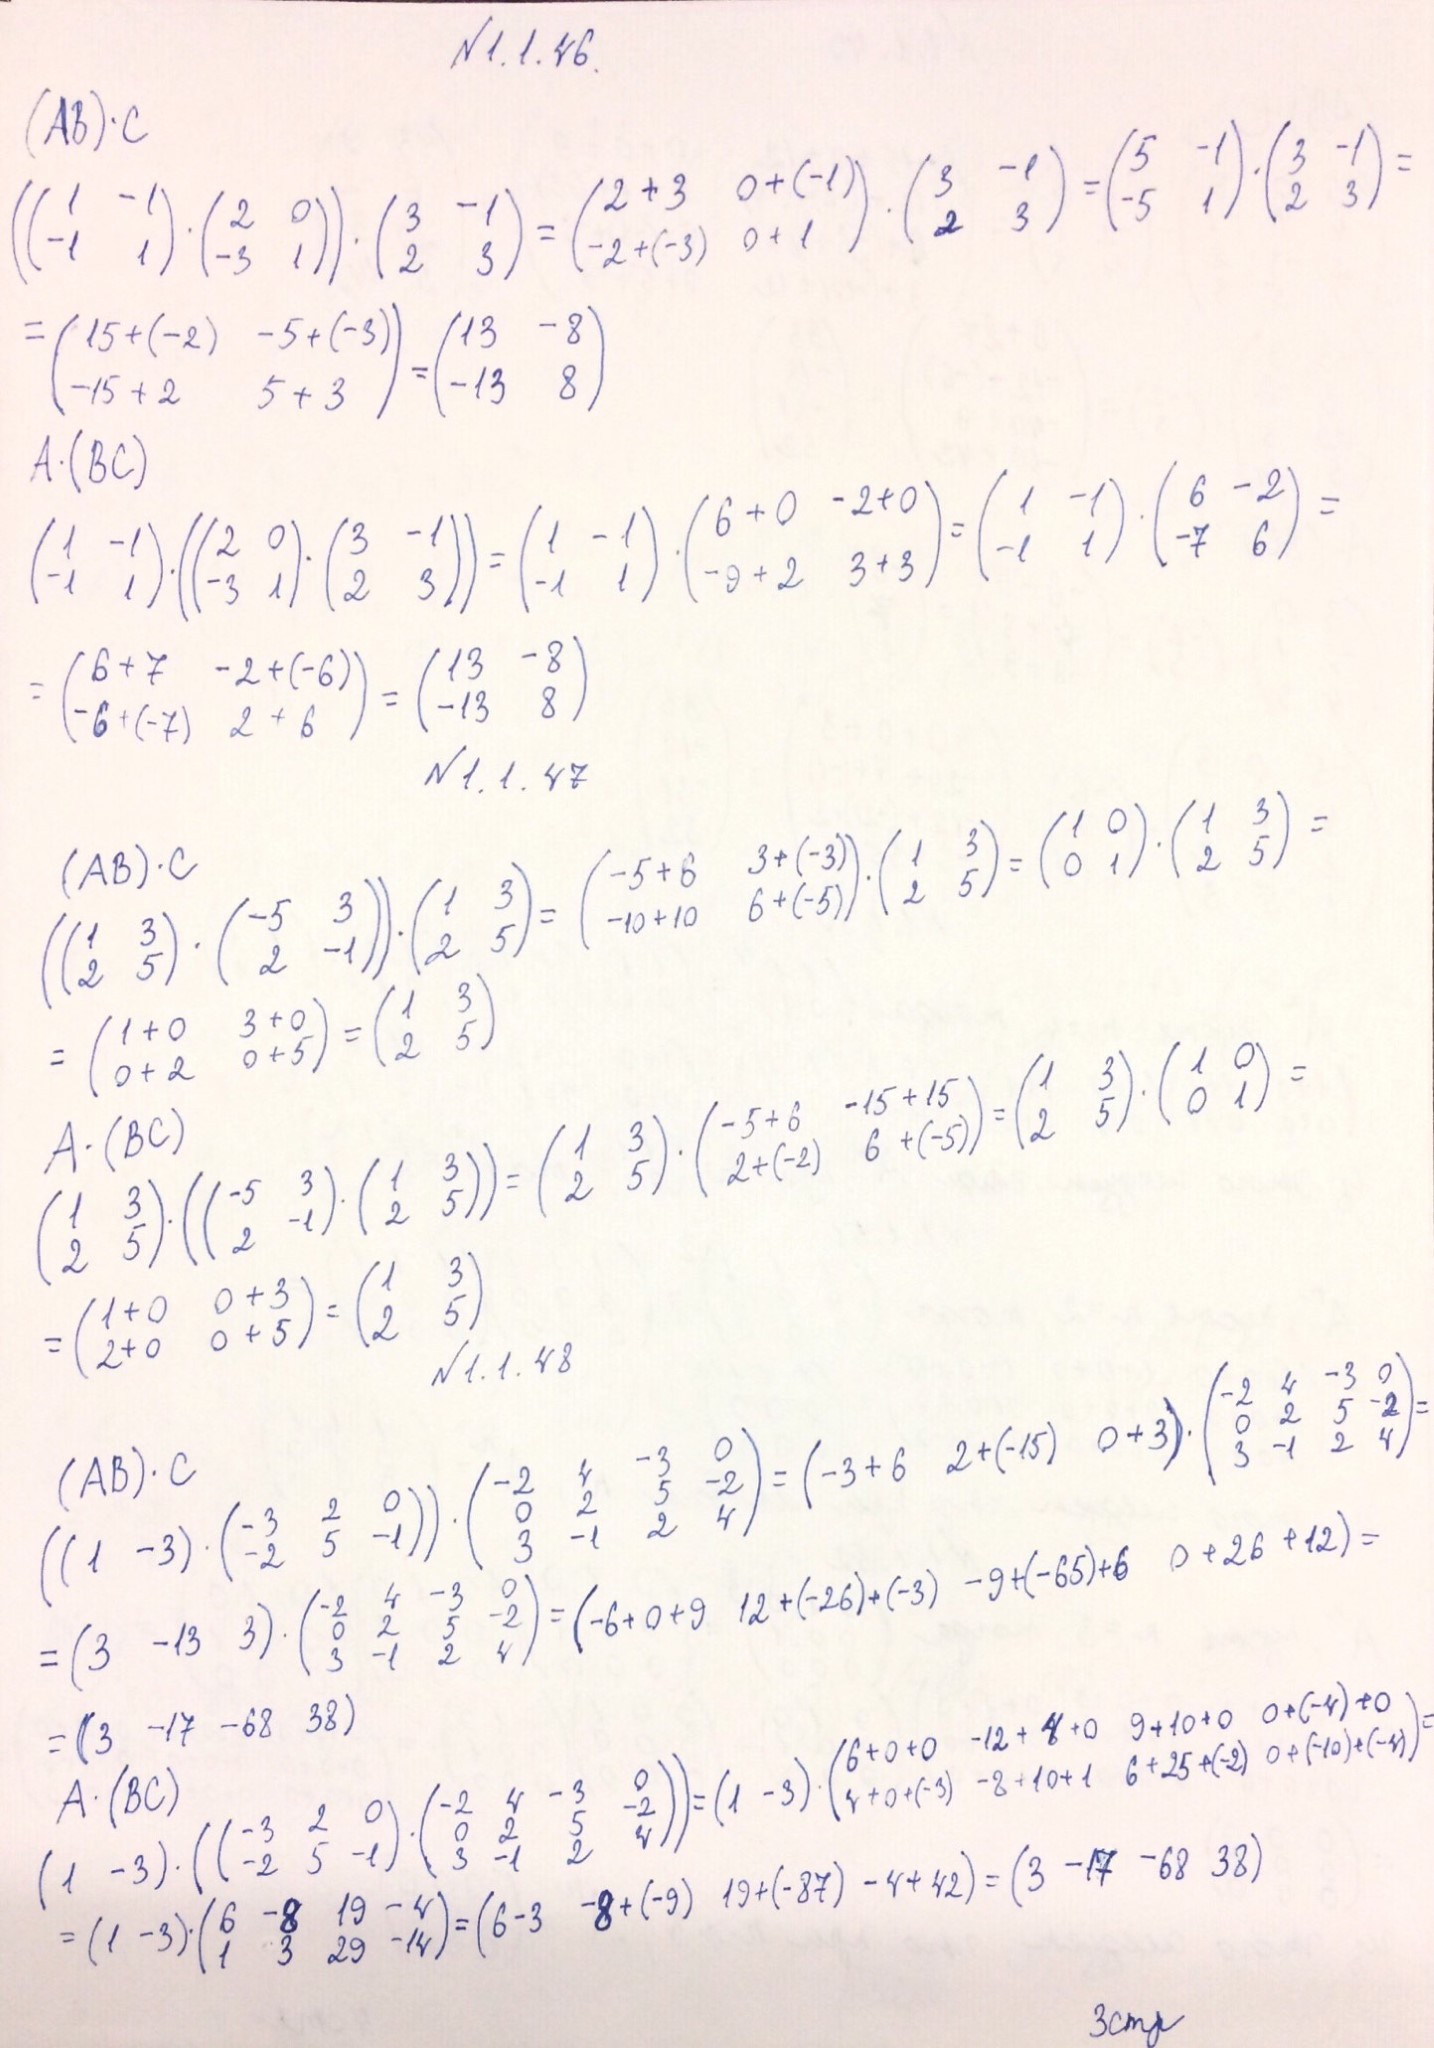 N1.1.46.
(AB)·C
((1 -1
-1 1)·(2 0
-3 1))·(3 -1
2 3)=(2+3 0+(-1)
-2+(-3) 0+1)·(3 -1
2 3)=(5 -1
-5 1)·(3 -1
2 3)=
=(15+(-2) -5+(-3)
-15+2 5+3)=(13 -8
-13 8)
A·(BC)
(1 -1
-1 1)·((2 0
-3 1)·(3 -1
2 3))=(1 -1
-1 1)·(6+0 -2+0
-9+2 3+3)=(1 -1
-1 1)·(6 -2
-7 6)=
=(6+7 -2+(-6)
-6+(-7) 2+6)=(13 -8
-13 8)
N1.1.47
(AB)·C
((1 3
2 5)·(-5 3
2 -1))·(1 3
2 5)=(-5+6 3+(-3)
-10+10 6+(-5))·(1 3
2 5)=(1 0
0 1)·(1 3
2 5)=
=(1+0 3+0
0+2 0+5)=(1 3
2 5)
A·(BC)
(1 3
2 5)·((-5 3
2 -1)·(1 3
2 5))=(1 3
2 5)·(-5+6 -15+15
2+(-2) 6+(-5))=(1 3
2 5)·(1 0
0 1)=
=(1+0 0+3
2+0 0+5)=(1 3
2 5)
N1.1.48
(AB)·C
((1 -3)·(-3 2 0
-2 5 -1))·(-2 4 -3 0
0 2 5 -2
3 -1 2 4)=(-3+6 2+(-15) 0+3)·(-2 4 -3 0
0 2 5 -2
3 -1 2 4)=
=(3 -13 3)·(-2 4 -3 0
0 2 5 -2
3 -1 2 4)=(-6+0+9 12+(-26)+(-3) -9+(-65)+6 0+26+12)=
=(3 -17 -68 38)
A·(BC)
(1 -3)·((-3 2 0
-2 5 -1)·(-2 4 -3 0
0 2 5 -2
3 -1 2 4))=(1 -3)·(6+0+0 -12+4+0 9+10+0 0+(-4)+0
4+0+(-3) -8+10+1 6+25+(-2) 0+(-10)+(-4))=
=(1 -3)·(6 -8 19 -4
1 3 29 -14)=(6-3 -8+(-9) 19+(-87) -4+42)=(3 -17 -68 38)
3стр